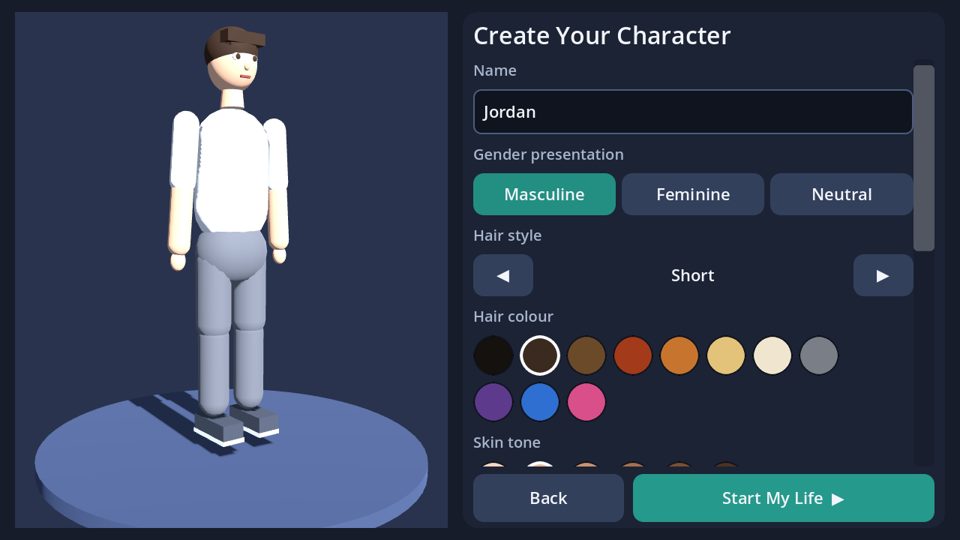 Create Your Character
Name
Jordan
Gender presentation
Masculine Feminine Neutral
Hair style
◀ Short ▶
Hair colour
Skin tone
Back Start My Life ▶